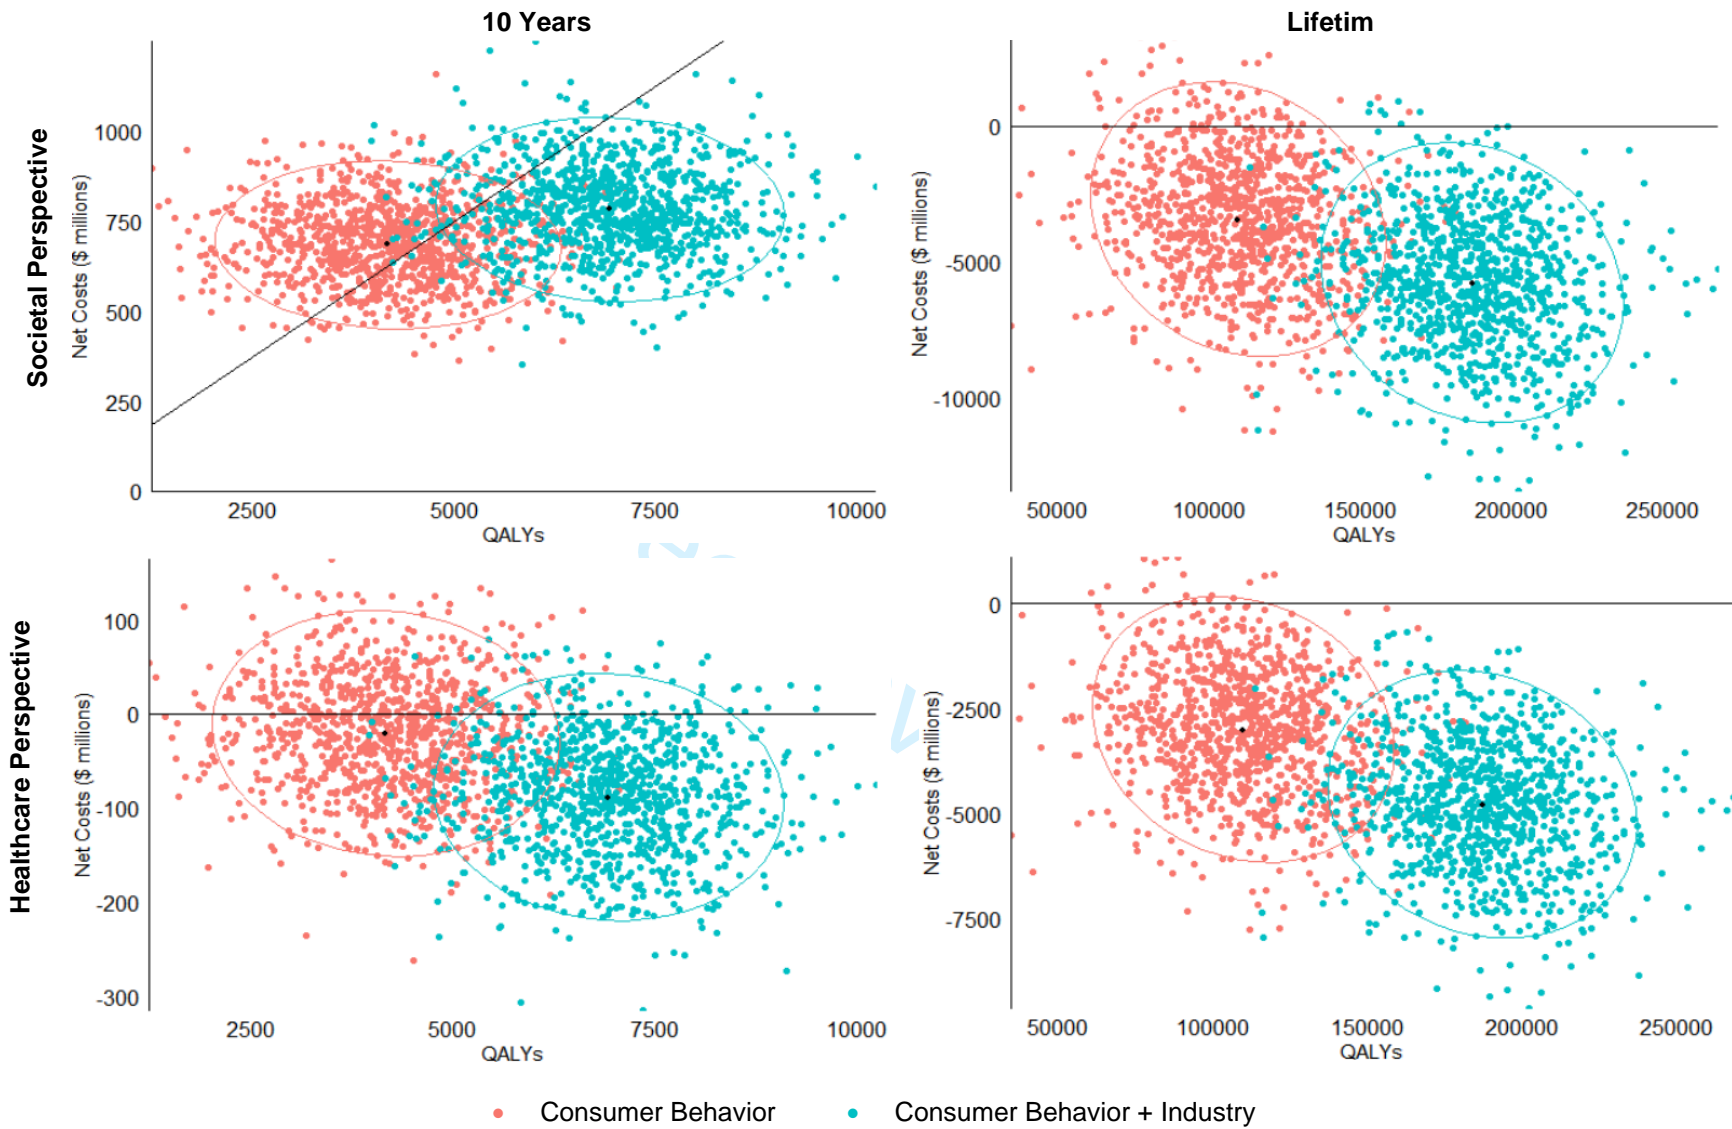 10 Years
Lifetim
Societal Perspective
Net Costs ($ millions)
1000
750
500
250
0
2500 5000 7500 10000
QALYs
Net Costs ($ millions)
0
-5000
-10000
50000 100000 150000 200000 250000
QALYs
Healthcare Perspective
Net Costs ($ millions)
100
0
-100
-200
-300
2500 5000 7500 10000
QALYs
Net Costs ($ millions)
0
-2500
-5000
-7500
50000 100000 150000 200000 250000
QALYs
Consumer Behavior Consumer Behavior + Industry